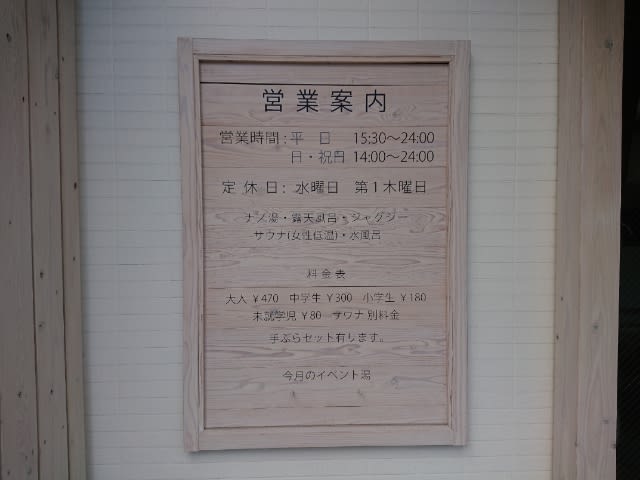 営業案内
営業時間：平　日　15:30～24:00
日・祝日 14:00～24:00
定 休 日： 水曜日　第1木曜日
ナノ湯・露天風呂・ジャグジー
サウナ(女性低温)・水風呂
料 金 表
大人 ¥470　中学生 ¥300　小学生 ¥180
未就学児 ¥80　サウナ 別料金
手ぶらセット有ります。
今月のイベント湯